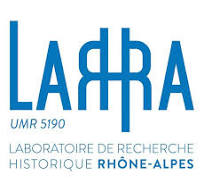 LARHRA
UMR 5190
LABORATOIRE DE RECHERCHE
HISTORIQUE RHÔNE-ALPES